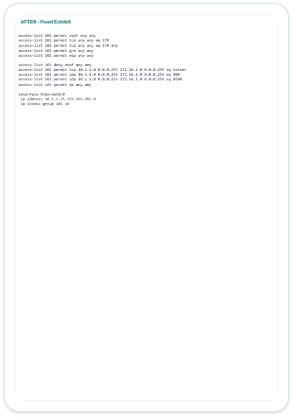 AFTER - Fixed Exhibit
access-list 101 permit ospf any any
access-list 101 permit tcp any any eq 179
access-list 101 permit tcp any any eq 179 any
access-list 101 permit gre any any
access-list 101 permit esp any any
access-list 101 deny ospf any any
access-list 101 permit tcp 10.1.1.0 0.0.0.255 172.16.1.0 0.0.0.255 eq telnet
access-list 101 permit udp 10.1.1.0 0.0.0.255 172.16.1.0 0.0.0.255 eq 500
access-list 101 permit udp 10.1.1.0 0.0.0.255 172.16.1.0 0.0.0.255 eq 4500
access-list 101 permit ip any any
interface Ethernet0/0
ip address 10.1.1.25 255.255.255.0
ip access-group 101 in